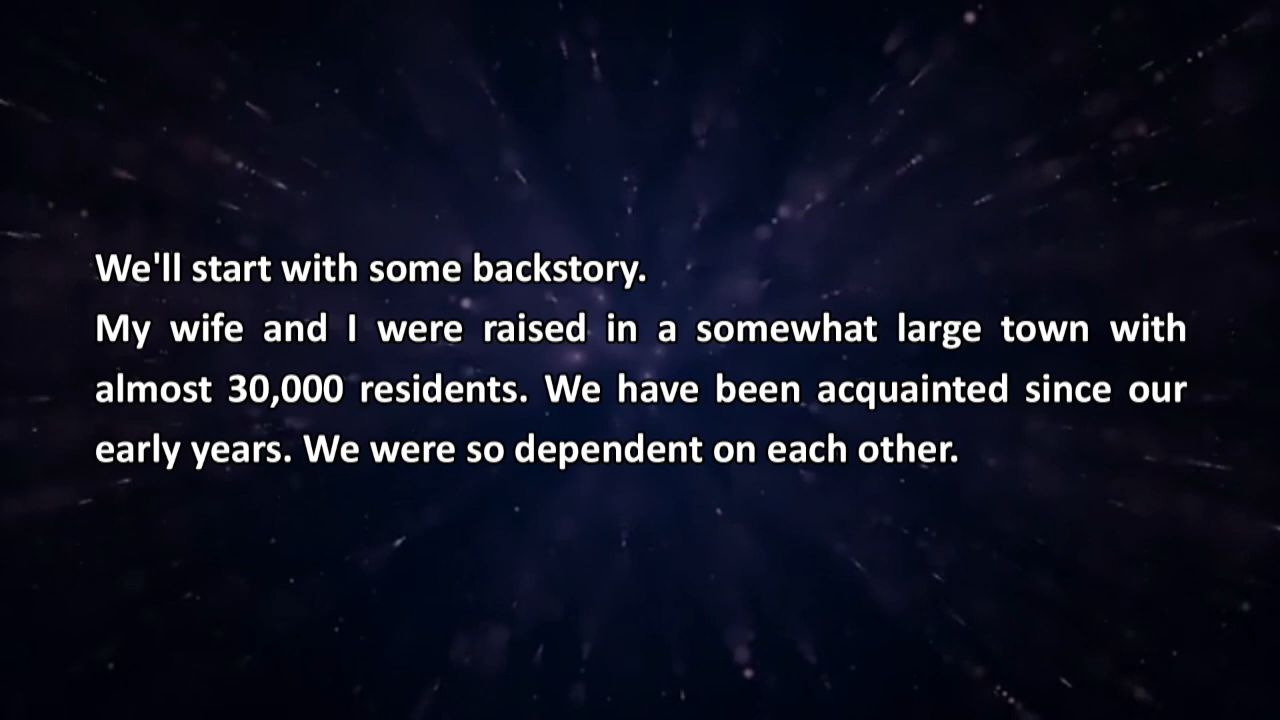 We'll start with some backstory.
My wife and I were raised in a somewhat large town with
almost 30,000 residents. We have been acquainted since our
early years. We were so dependent on each other.